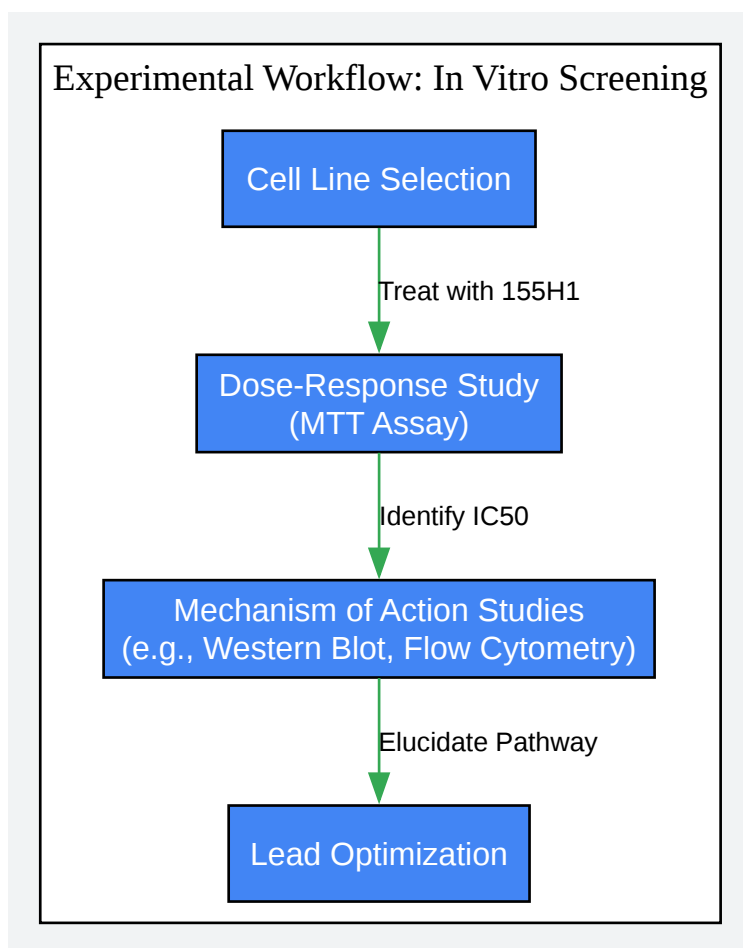 Experimental Workflow: In Vitro Screening
Cell Line Selection
Treat with 155H1
Dose-Response Study
(MTT Assay)
Identify IC50
Mechanism of Action Studies
(e.g., Western Blot, Flow Cytometry)
Elucidate Pathway
Lead Optimization